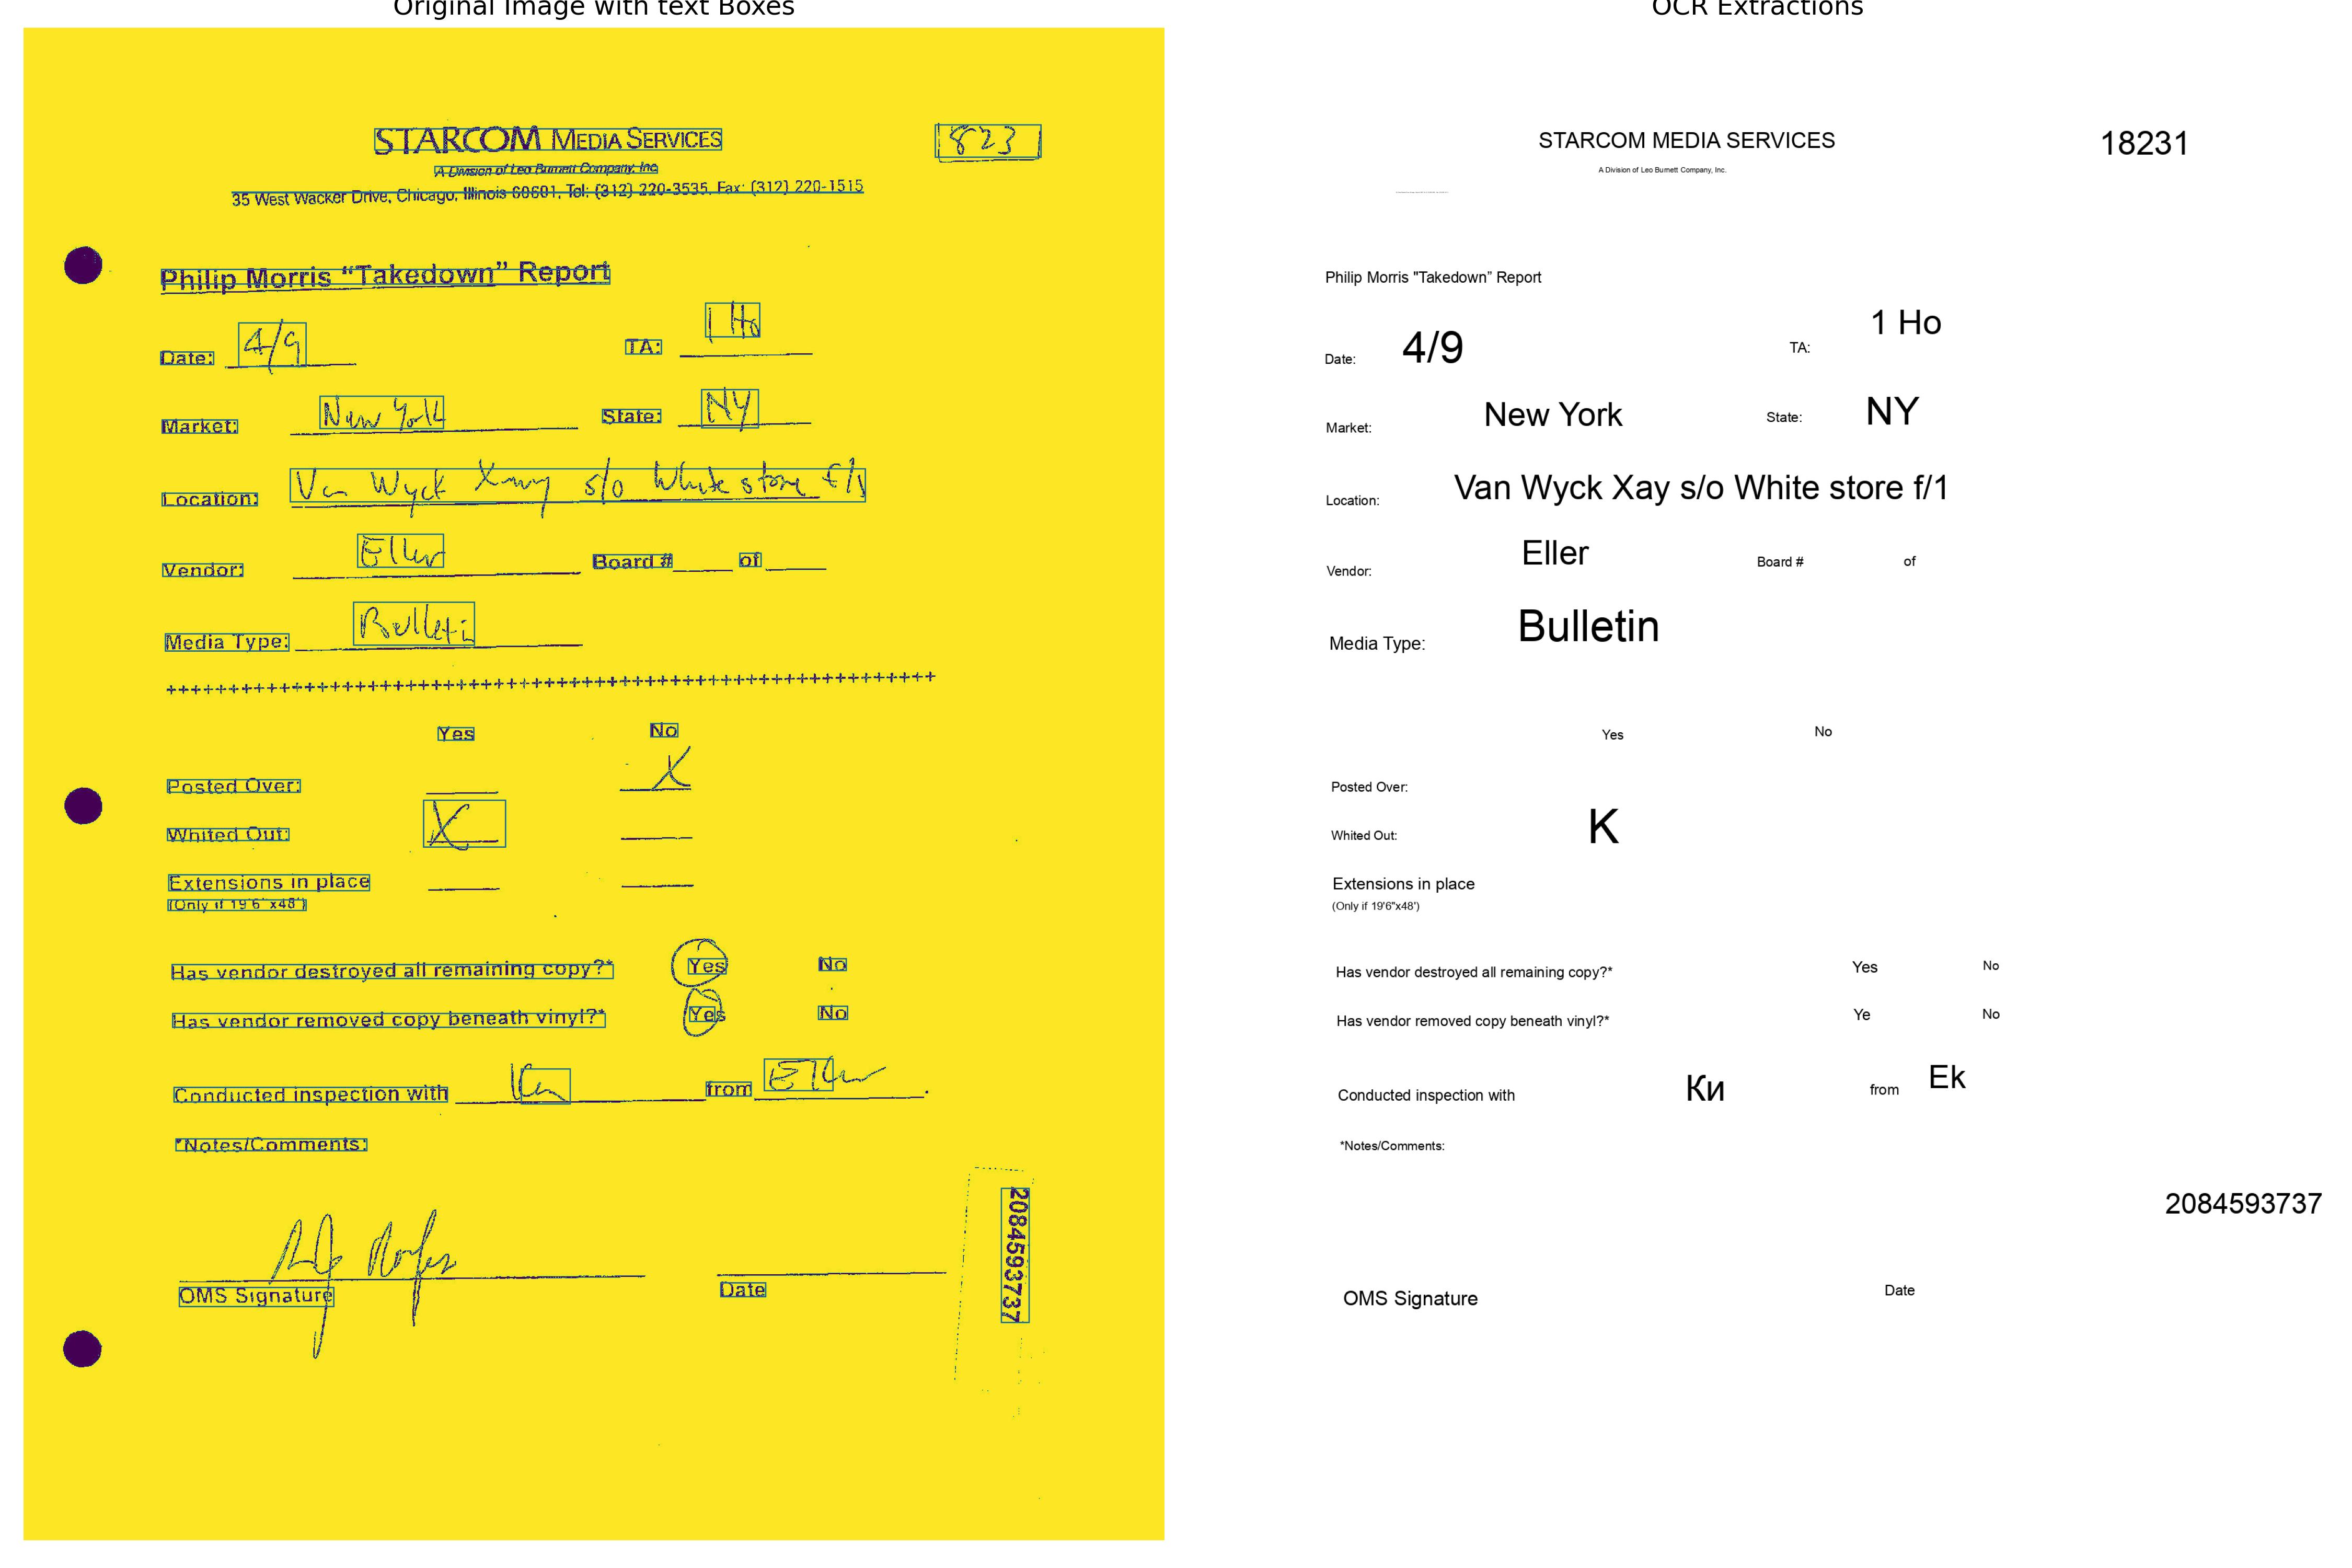 Original Image with text Boxes
STARCOM MEDIA SERVICES
823
A Division of Leo Burnett Company, Inc.
35 West Wacker Drive, Chicago, Illinois 60601, Tel: (312) 220-3535, Fax: (312) 220-1515
Philip Morris “Takedown” Report
Date: 4/9 TA: 1 Ho
Market: New York State: NY
Location: Van Wyck Xwy s/o Whitestone f/s
Vendor: Eller Board # of
Media Type: Bulletin
++++++++++++++++++++++++++++++++++++++++++++++++++++++++++++
Yes No
Posted Over: X
Whited Out: X
Extensions in place
(Only if 19'6"x48')
Has vendor destroyed all remaining copy?* Yes No
Has vendor removed copy beneath vinyl?* Yes No
Conducted inspection with Ken from Eller.
*Notes/Comments:
OMS Signature Date
2084593737
OCR Extractions
STARCOM MEDIA SERVICES 18231
A Division of Leo Burnett Company, Inc.
Philip Morris "Takedown” Report
Date: 4/9 TA: 1 Ho
Market: New York State: NY
Location: Van Wyck Xay s/o White store f/1
Vendor: Eller Board # of
Media Type: Bulletin
Yes No
Posted Over:
Whited Out: K
Extensions in place
(Only if 19'6"x48')
Has vendor destroyed all remaining copy?* Yes No
Has vendor removed copy beneath vinyl?* Ye No
Conducted inspection with Ки from Ek
*Notes/Comments:
2084593737
OMS Signature Date